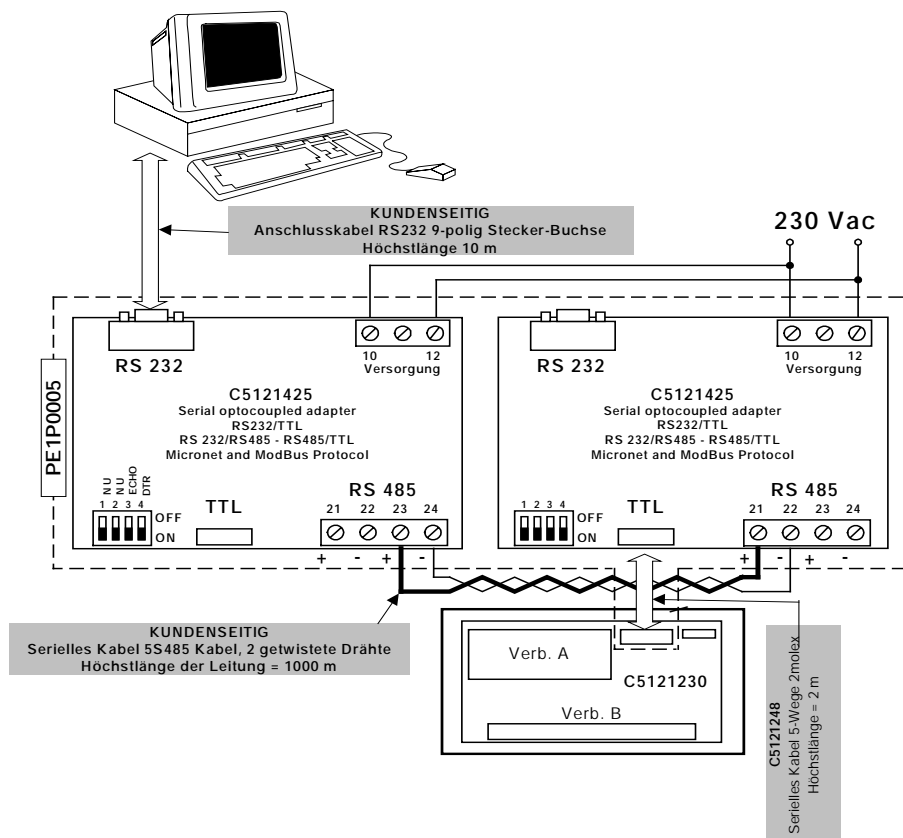 KUNDENSEITIG
Anschlusskabel RS232 9-polig Stecker-Buchse
Höchstlänge 10 m
230 Vac
PE1P0005
RS 232
10 12
Versorgung
C5121425
Serial optocoupled adapter
RS232/TTL
RS 232/RS485 - RS485/TTL
Micronet and ModBus Protocol
NU
NU
ECHO
DTR
1 2 3 4
OFF
ON
TTL
RS 485
21 22 23 24
+ - + -
RS 232
10 12
Versorgung
C5121425
Serial optocoupled adapter
RS232/TTL
RS 232/RS485 - RS485/TTL
Micronet and ModBus Protocol
1 2 3 4
OFF
ON
TTL
RS 485
21 22 23 24
+ - + -
KUNDENSEITIG
Serielles Kabel 5S485 Kabel, 2 getwistete Drähte
Höchstlänge der Leitung = 1000 m
Verb. A
C5121230
Verb. B
C5121248
Serielles Kabel 5-Wege 2molex
Höchstlänge = 2 m